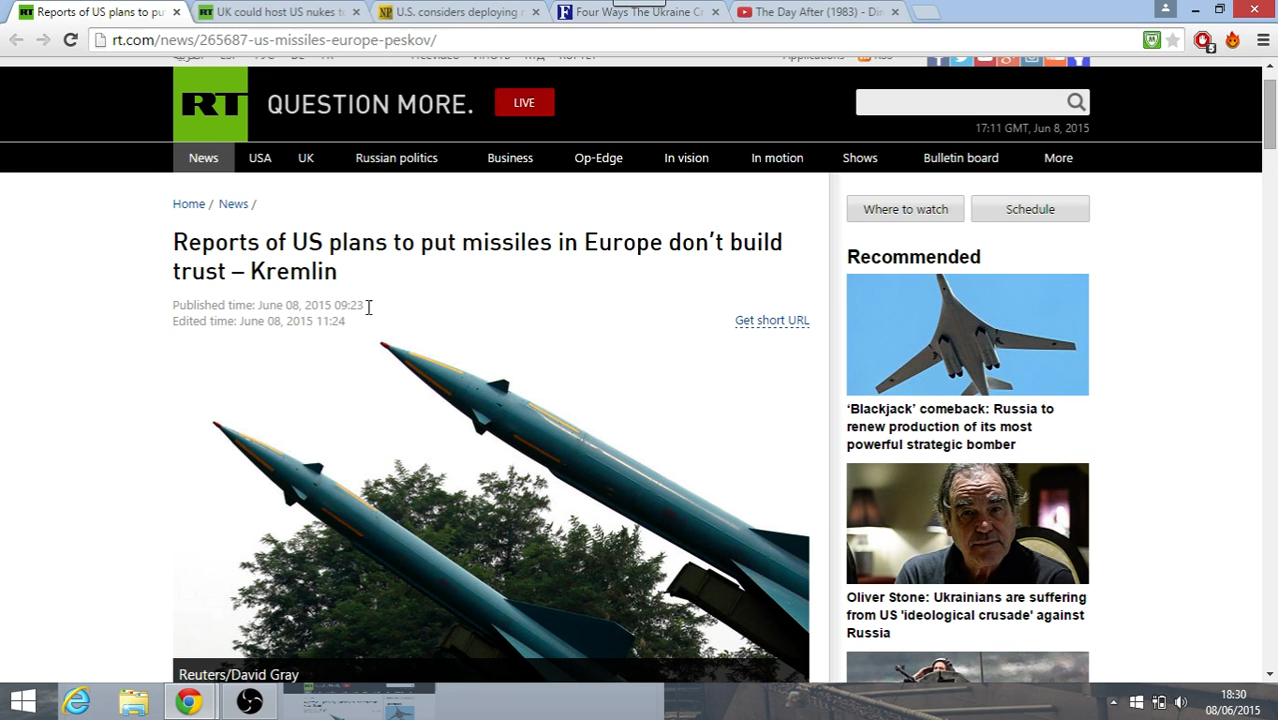 Reports of US plans to pu
UK could host US nukes t
U.S. considers deploying
Four Ways The Ukraine C
The Day After (1983) - Di
rt.com/news/265687-us-missiles-europe-peskov/
5
Applications
RSS
RT
QUESTION MORE.
LIVE
17:11 GMT, Jun 8, 2015
News
USA
UK
Russian politics
Business
Op-Edge
In vision
In motion
Shows
Bulletin board
More
Home / News /
Reports of US plans to put missiles in Europe don't build
trust – Kremlin
Published time: June 08, 2015 09:23
Edited time: June 08, 2015 11:24
Get short URL
Reuters/David Gray
Where to watch
Schedule
Recommended
'Blackjack' comeback: Russia to
renew production of its most
powerful strategic bomber
Oliver Stone: Ukrainians are suffering
from US 'ideological crusade' against
Russia
18:30
08/06/2015